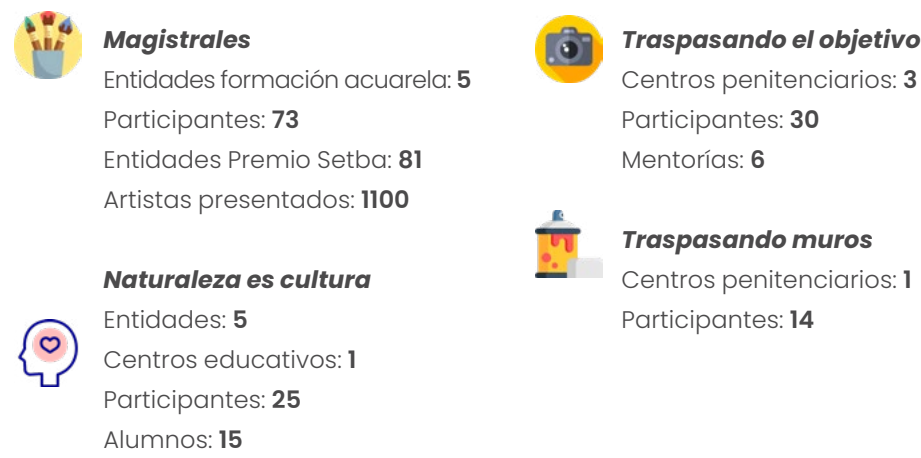 Magistrales
Entidades formación acuarela: 5
Participantes: 73
Entidades Premio Setba: 81
Artistas presentados: 1100
Naturaleza es cultura
Entidades: 5
Centros educativos: 1
Participantes: 25
Alumnos: 15
Traspasando el objetivo
Centros penitenciarios: 3
Participantes: 30
Mentorías: 6
Traspasando muros
Centros penitenciarios: 1
Participantes: 14